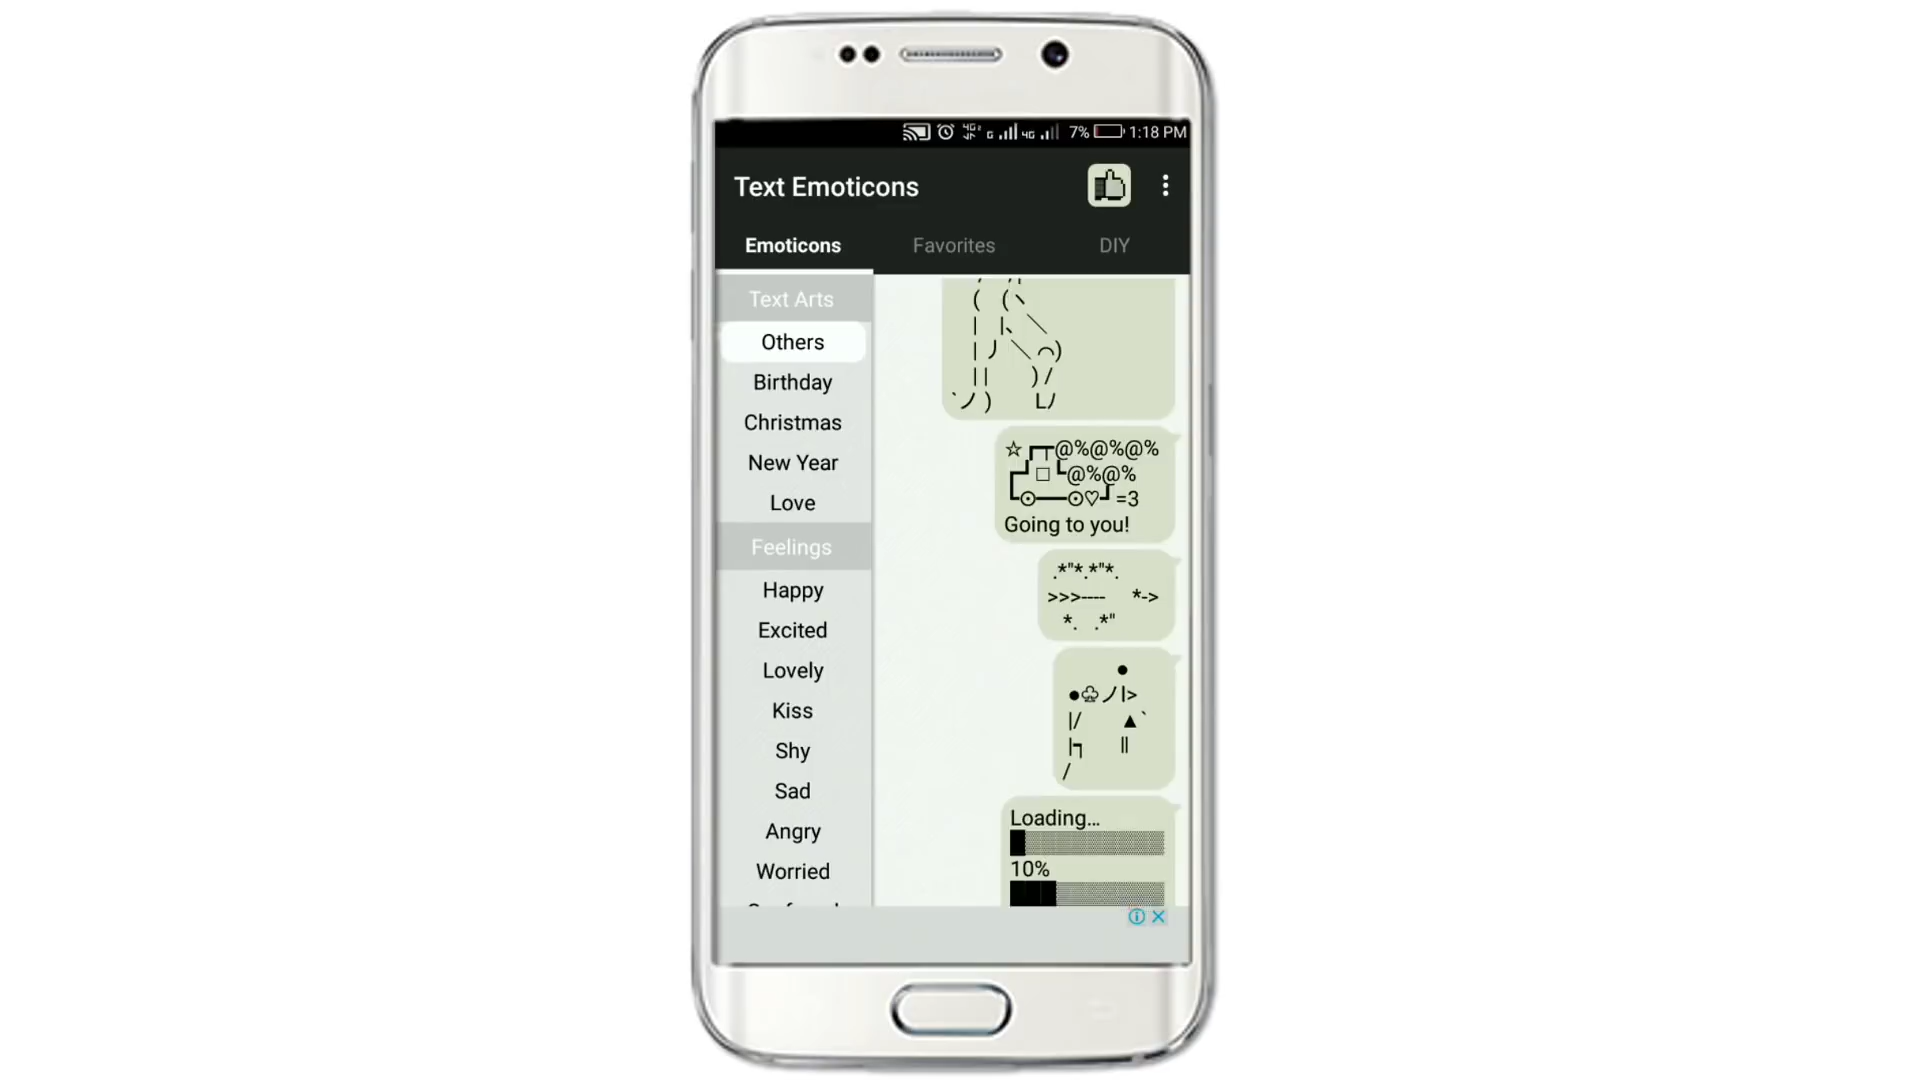 7% 1:18 PM
Text Emoticons
Emoticons Favorites DIY
Text Arts
Others
Birthday
Christmas
New Year
Love
Feelings
Happy
Excited
Lovely
Kiss
Shy
Sad
Angry
Worried
☆┏┳@%@%@%
┏┛□┗@%@%
┗⊙━━⊙♡┛=3
Going to you!
.*"*.*"*.
>>>---- *->
*. .*"
Loading...
10%